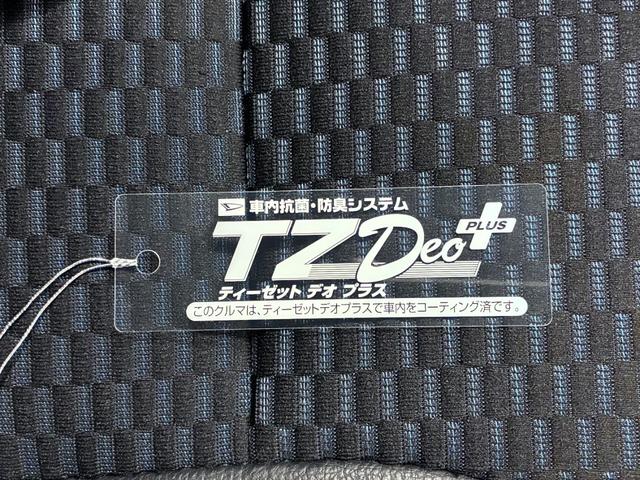 車内抗菌・防臭システム
TZ Deo PLUS
ティーゼット デオ プラス
このクルマは、ティーゼットデオプラスで車内をコーティング済です。